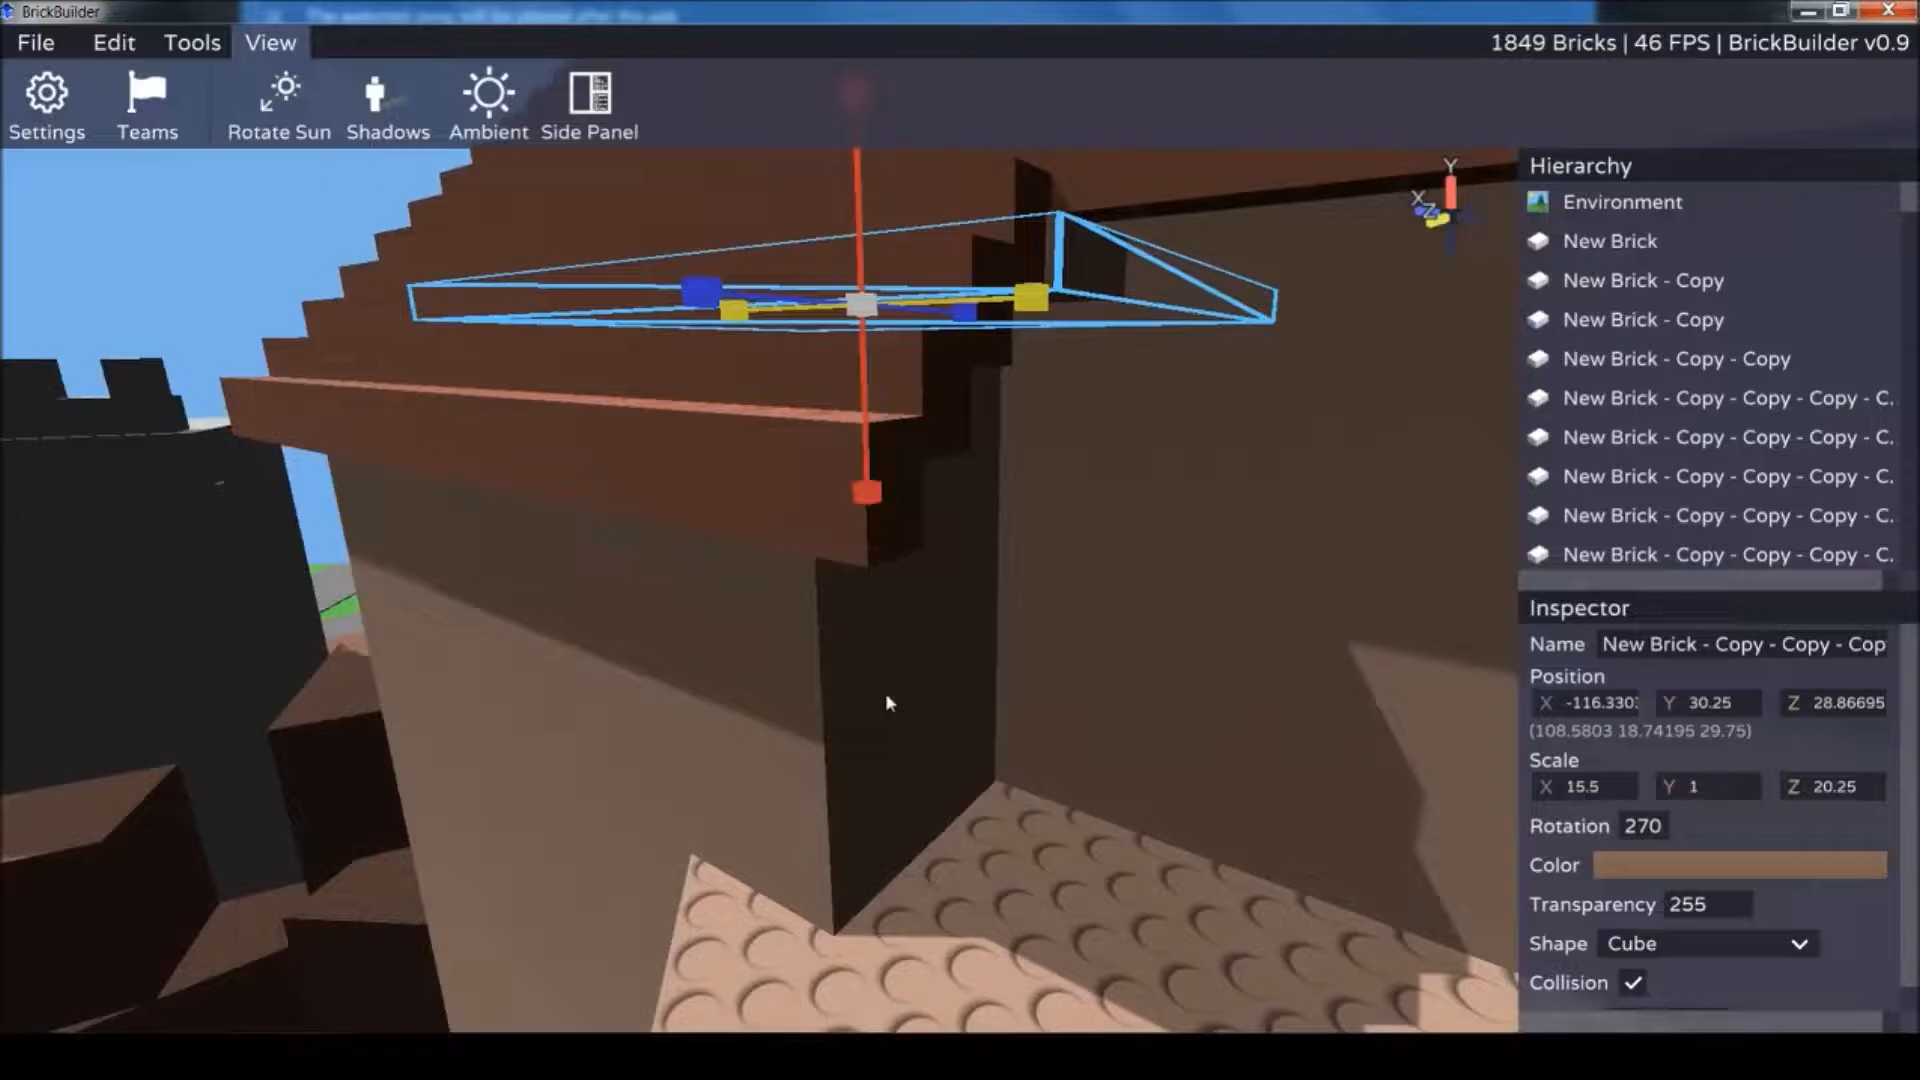 BrickBuilder
File Edit Tools View
1849 Bricks | 46 FPS | BrickBuilder v0.9
Settings Teams Rotate Sun Shadows Ambient Side Panel
Y
X
Z
Hierarchy
Environment
New Brick
New Brick - Copy
New Brick - Copy
New Brick - Copy - Copy
New Brick - Copy - Copy - Copy - C.
New Brick - Copy - Copy - Copy - C.
New Brick - Copy - Copy - Copy - C.
New Brick - Copy - Copy - Copy - C.
New Brick - Copy - Copy - Copy - C.
Inspector
Name New Brick - Copy - Copy - Cop
Position
X -116.330 Y 30.25 Z 28.86695
(108.5803 18.74195 29.75)
Scale
X 15.5 Y 1 Z 20.25
Rotation 270
Color
Transparency 255
Shape Cube
Collision